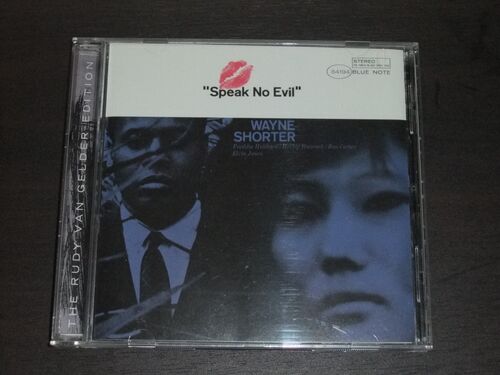 "Speak No Evil"
STEREO
84194 BLUE NOTE
WAYNE
SHORTER
Freddie Hubbard / Herbie Hancock / Ron Carter
Elvin Jones
THE RUDY VAN GELDER EDITION